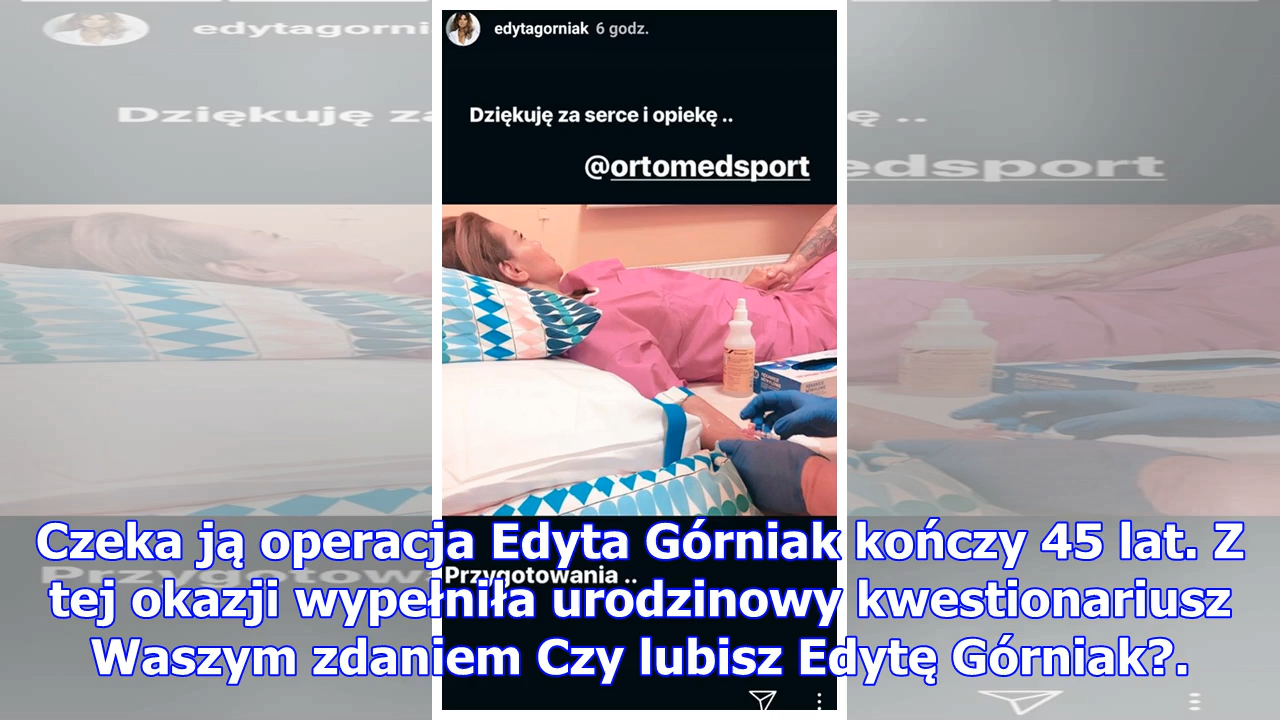 edytagorniak 6 godz.
Dziękuję za serce i opiekę ..
@ortomedsport
Przygotowania ..
Czeka ją operacja Edyta Górniak kończy 45 lat. Z
tej okazji wypełniła urodzinowy kwestionariusz
Waszym zdaniem Czy lubisz Edytę Górniak?.